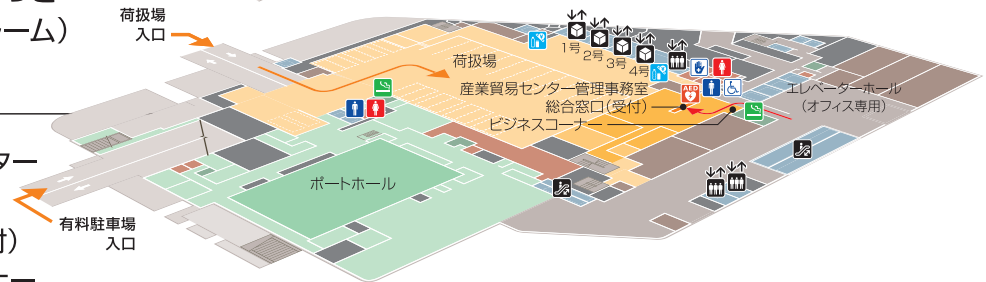 ーム)
荷扱場
入口
荷扱場
1号
2号
3号
4号
AED
産業貿易センター管理事務室
総合窓口(受付)
ビジネスコーナー
エレベーターホール
(オフィス専用)
ター
ポートホール
有料駐車場
入口
付)
ナー